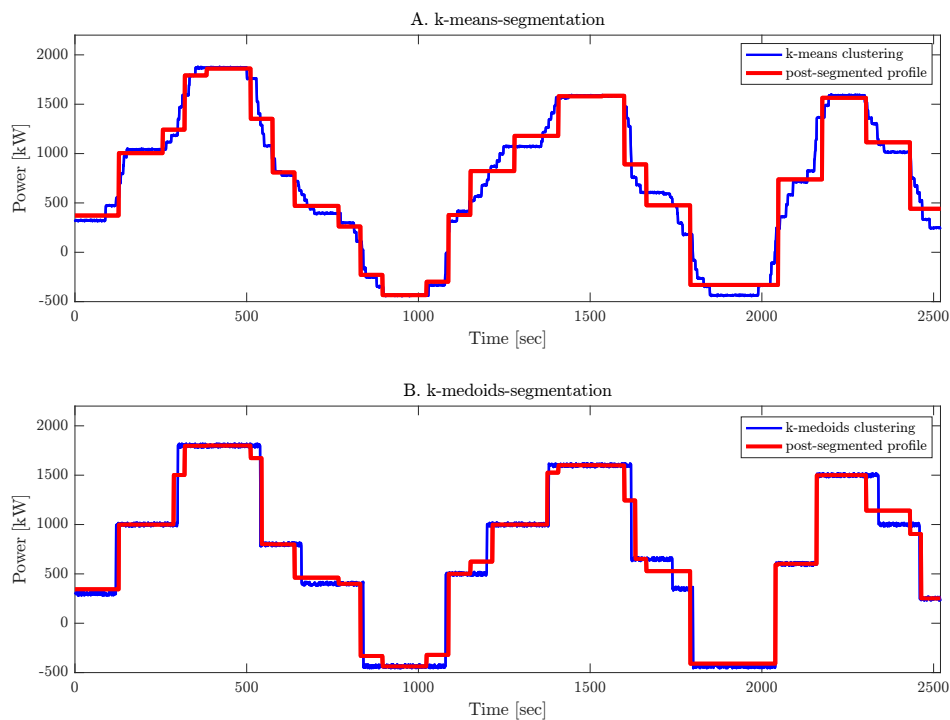 A. k-means-segmentation
Power [kW]
2000
1500
1000
500
0
-500
k-means clustering
post-segmented profile
0 500 1000 1500 2000 2500
Time [sec]
B. k-medoids-segmentation
Power [kW]
2000
1500
1000
500
0
-500
k-medoids clustering
post-segmented profile
0 500 1000 1500 2000 2500
Time [sec]